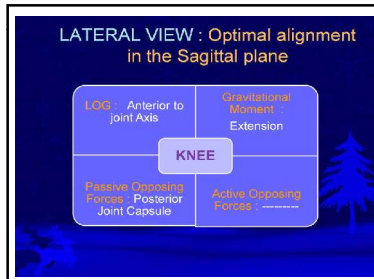 LATERAL VIEW : Optimal alignment
in the Sagittal plane
LOG : Anterior to
joint Axis
Gravitational
Moment :
Extension
KNEE
Passive Opposing
Forces : Posterior
Joint Capsule
Active Opposing
Forces : ---------